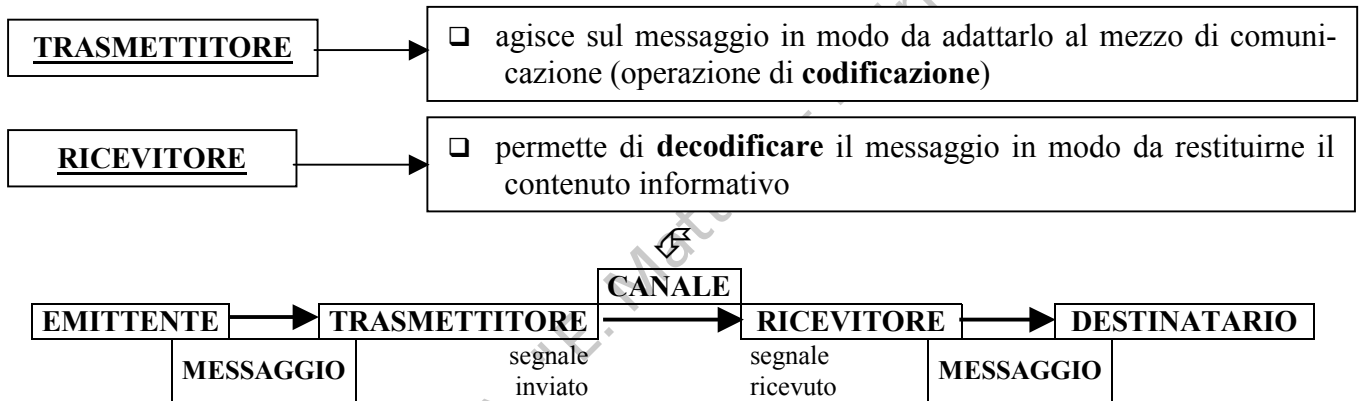 TRASMETTITORE
❑ agisce sul messaggio in modo da adattarlo al mezzo di comuni-
cazione (operazione di codificazione)
RICEVITORE
❑ permette di decodificare il messaggio in modo da restituirne il
contenuto informativo
CANALE
EMITTENTE TRASMETTITORE RICEVITORE DESTINATARIO
MESSAGGIO segnale segnale MESSAGGIO
inviato ricevuto